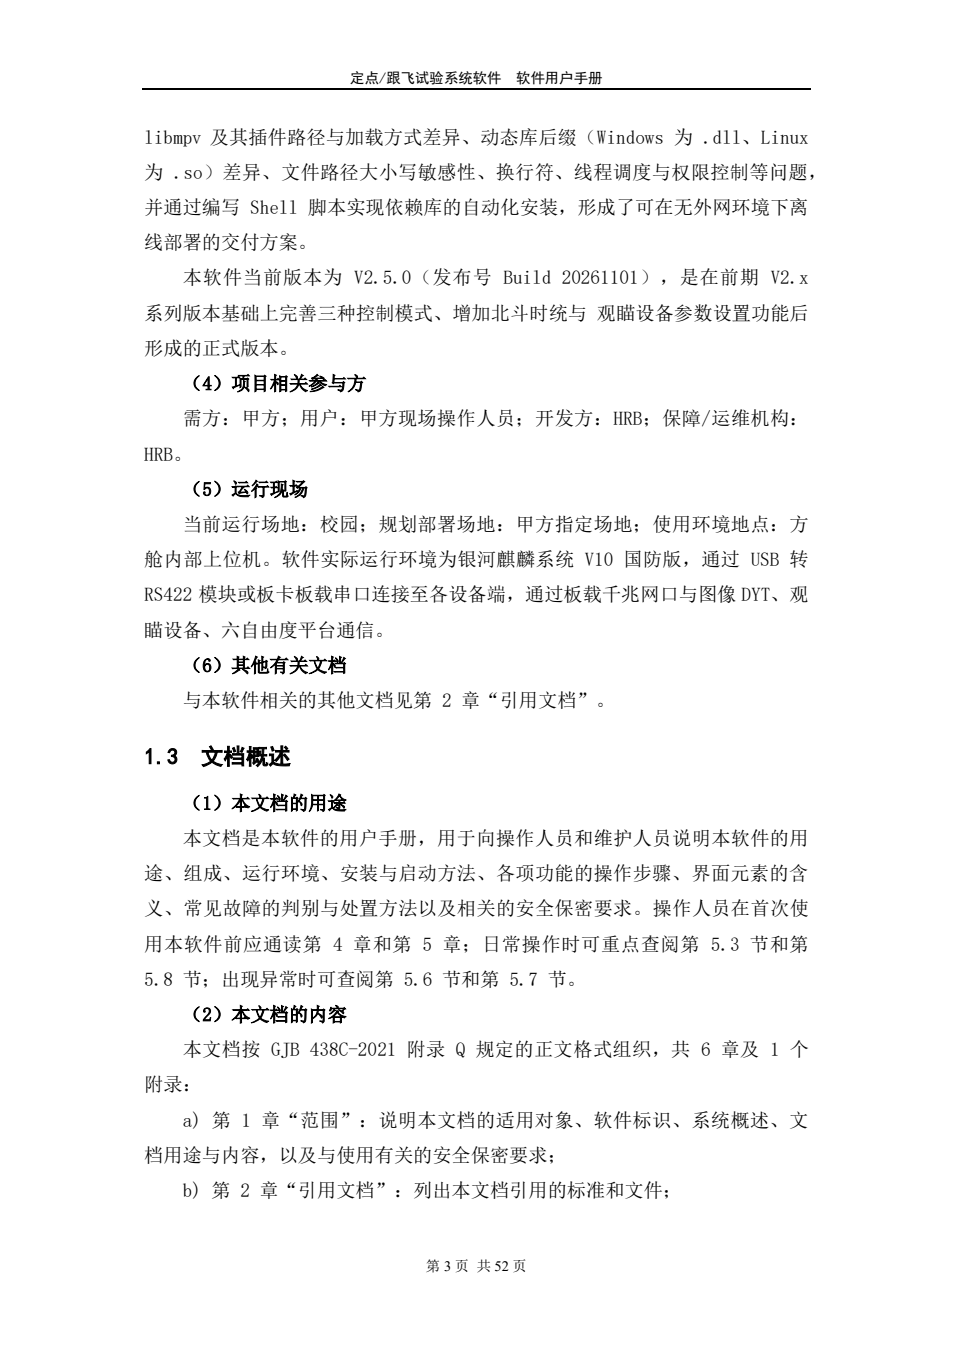 定点/跟飞试验系统软件　软件用户手册
libmpv 及其插件路径与加载方式差异、动态库后缀（Windows 为 .dll、Linux
为 .so）差异、文件路径大小写敏感性、换行符、线程调度与权限控制等问题，
并通过编写 Shell 脚本实现依赖库的自动化安装，形成了可在无外网环境下离
线部署的交付方案。
本软件当前版本为 V2.5.0（发布号 Build 20261101），是在前期 V2.x
系列版本基础上完善三种控制模式、增加北斗时统与 观瞄设备参数设置功能后
形成的正式版本。
（4）项目相关参与方
需方：甲方；用户：甲方现场操作人员；开发方：HRB；保障/运维机构：
HRB。
（5）运行现场
当前运行场地：校园；规划部署场地：甲方指定场地；使用环境地点：方
舱内部上位机。软件实际运行环境为银河麒麟系统 V10 国防版，通过 USB 转
RS422 模块或板卡板载串口连接至各设备端，通过板载千兆网口与图像 DYT、观
瞄设备、六自由度平台通信。
（6）其他有关文档
与本软件相关的其他文档见第 2 章“引用文档”。
1.3 文档概述
（1）本文档的用途
本文档是本软件的用户手册，用于向操作人员和维护人员说明本软件的用
途、组成、运行环境、安装与启动方法、各项功能的操作步骤、界面元素的含
义、常见故障的判别与处置方法以及相关的安全保密要求。操作人员在首次使
用本软件前应通读第 4 章和第 5 章；日常操作时可重点查阅第 5.3 节和第
5.8 节；出现异常时可查阅第 5.6 节和第 5.7 节。
（2）本文档的内容
本文档按 GJB 438C-2021 附录 Q 规定的正文格式组织，共 6 章及 1 个
附录：
a) 第 1 章“范围”：说明本文档的适用对象、软件标识、系统概述、文
档用途与内容，以及与使用有关的安全保密要求；
b) 第 2 章“引用文档”：列出本文档引用的标准和文件；
第 3 页 共 52 页